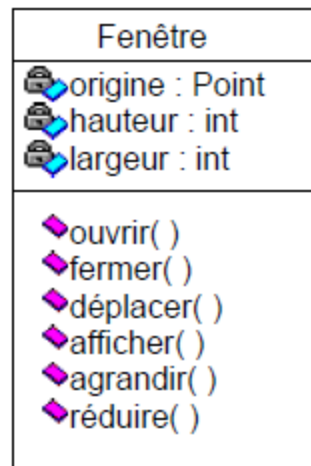 Fenêtre
origine : Point
hauteur : int
largeur : int
ouvrir( )
fermer( )
déplacer( )
afficher( )
agrandir( )
réduire( )